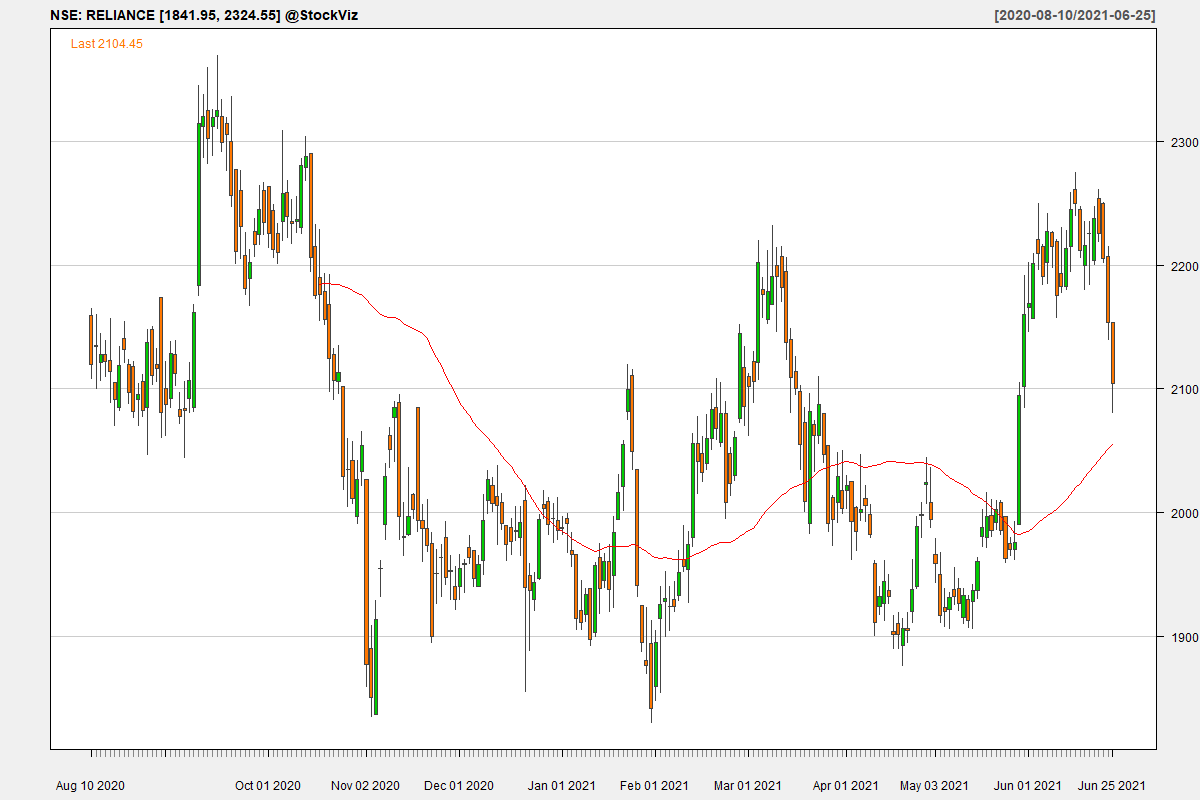 NSE: RELIANCE [1841.95, 2324.55] @StockViz [2020-08-10/2021-06-25]
Last 2104.45
2300
2200
2100
2000
1900
Aug 10 2020 Oct 01 2020 Nov 02 2020 Dec 01 2020 Jan 01 2021 Feb 01 2021 Mar 01 2021 Apr 01 2021 May 03 2021 Jun 01 2021 Jun 25 2021